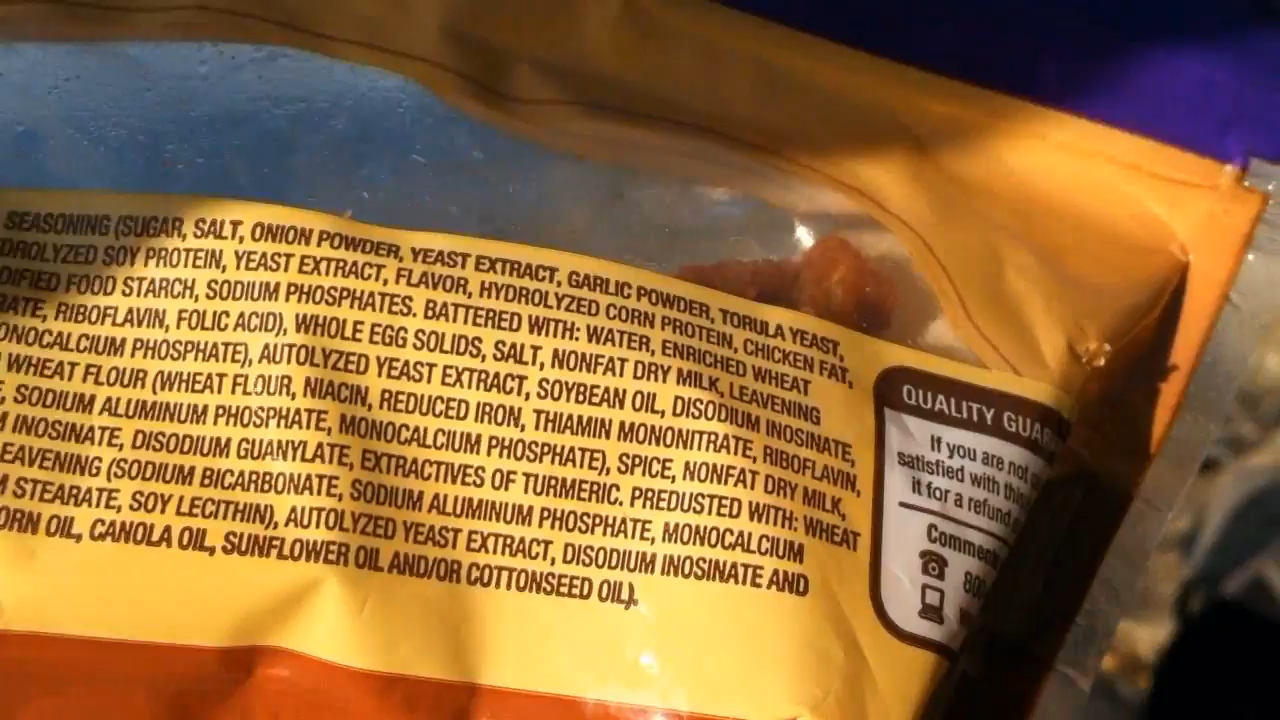 SEASONING (SUGAR, SALT, ONION POWDER, YEAST EXTRACT, GARLIC POWDER, TORULA YEAST,
DROLYZED SOY PROTEIN, YEAST EXTRACT, FLAVOR, HYDROLYZED CORN PROTEIN, CHICKEN FAT,
DIFIED FOOD STARCH, SODIUM PHOSPHATES. BATTERED WITH: WATER, ENRICHED WHEAT
RATE, RIBOFLAVIN, FOLIC ACID), WHOLE EGG SOLIDS, SALT, NONFAT DRY MILK, LEAVENING
ONOCALCIUM PHOSPHATE), AUTOLYZED YEAST EXTRACT, SOYBEAN OIL, DISODIUM INOSINATE,
WHEAT FLOUR (WHEAT FLOUR, NIACIN, REDUCED IRON, THIAMIN MONONITRATE, RIBOFLAVIN,
, SODIUM ALUMINUM PHOSPHATE, MONOCALCIUM PHOSPHATE), SPICE, NONFAT DRY MILK,
M INOSINATE, DISODIUM GUANYLATE, EXTRACTIVES OF TURMERIC. PREDUSTED WITH: WHEAT
EAVENING (SODIUM BICARBONATE, SODIUM ALUMINUM PHOSPHATE, MONOCALCIUM
M STEARATE, SOY LECITHIN), AUTOLYZED YEAST EXTRACT, DISODIUM INOSINATE AND
ORN OIL, CANOLA OIL, SUNFLOWER OIL AND/OR COTTONSEED OIL).
QUALITY GUAR
If you are not
satisfied with this
it for a refund
Comment
800